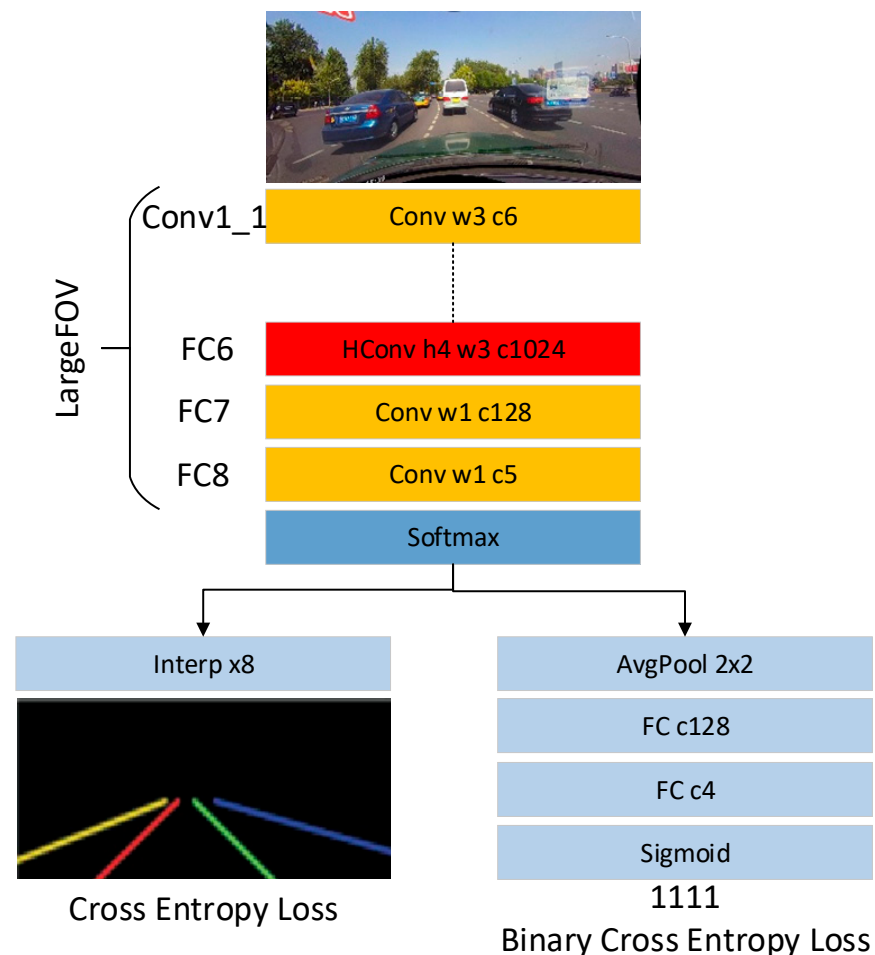 Conv1_1
Conv w3 c6
LargeFOV
FC6
HConv h4 w3 c1024
FC7
Conv w1 c128
FC8
Conv w1 c5
Softmax
Interp x8
AvgPool 2x2
FC c128
FC c4
Sigmoid
1111
Cross Entropy Loss
Binary Cross Entropy Loss